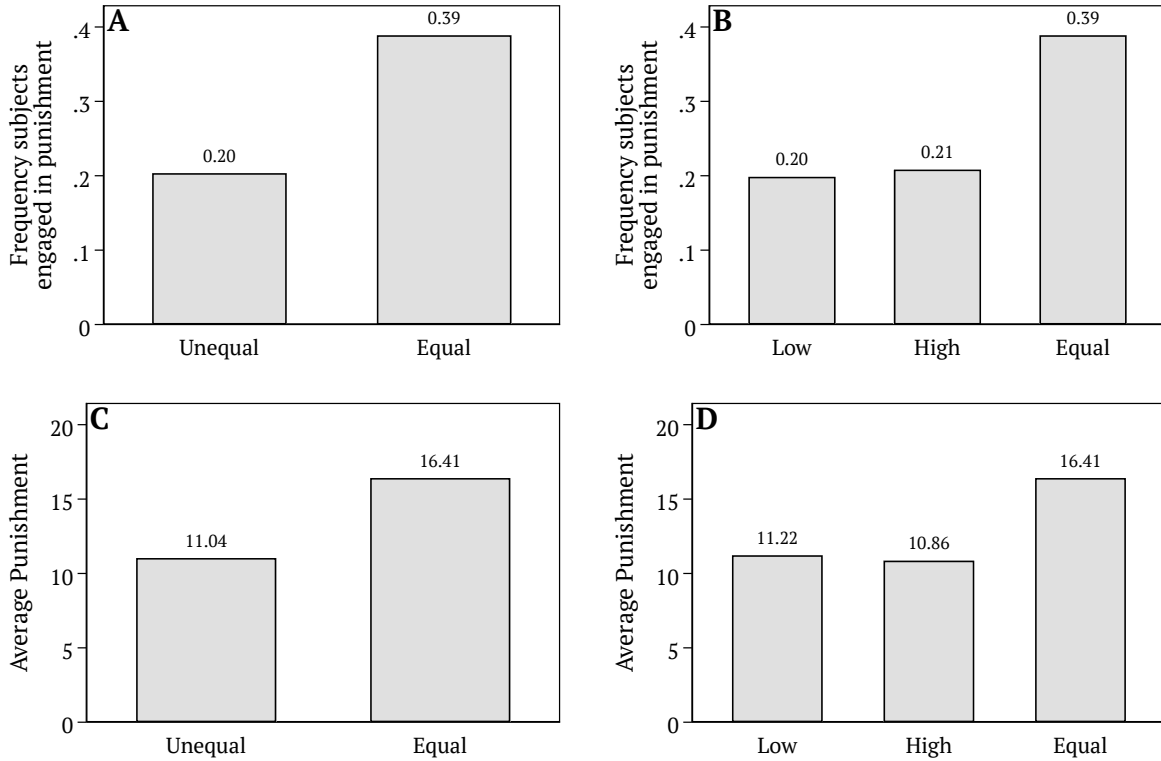 A
Frequency subjects
engaged in punishment
.4
.3
.2
.1
0
0.20
0.39
Unequal
Equal
B
Frequency subjects
engaged in punishment
.4
.3
.2
.1
0
0.20
0.21
0.39
Low
High
Equal
C
Average Punishment
20
15
10
5
0
11.04
16.41
Unequal
Equal
D
Average Punishment
20
15
10
5
0
11.22
10.86
16.41
Low
High
Equal